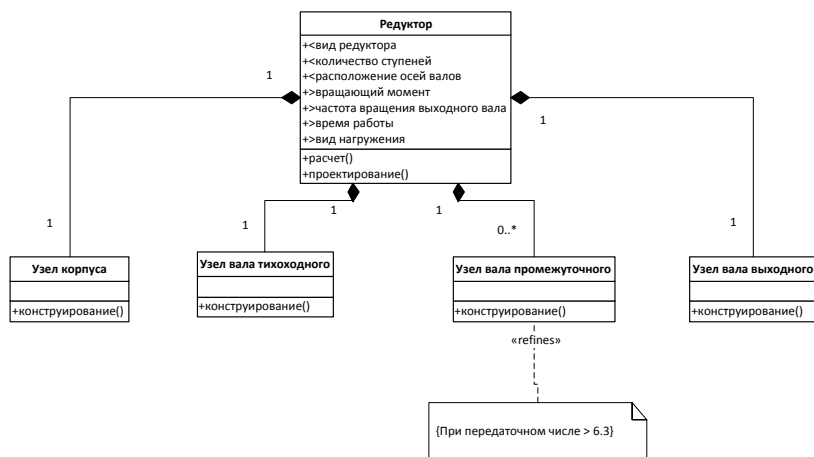 Редуктор
+<вид редуктора
+<количество ступеней
+<расположение осей валов
+>вращающий момент
+>частота вращения выходного вала
+>время работы
+>вид нагружения
+расчет()
+проектирование()
1
1
1
1
1
1
0..*
1
Узел корпуса
+конструирование()
Узел вала тихоходного
+конструирование()
Узел вала промежуточного
+конструирование()
Узел вала выходного
+конструирование()
«refines»
{При передаточном числе > 6.3}